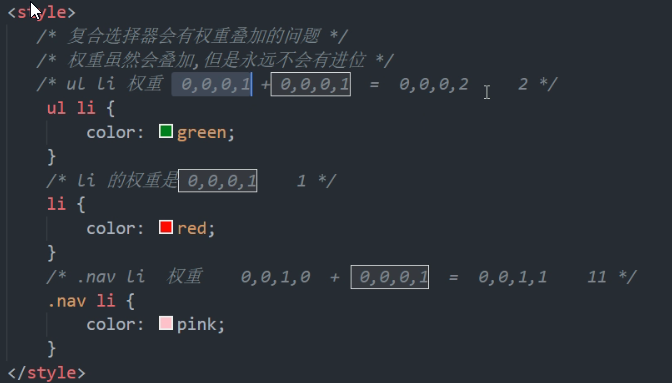 <style>
/* 复合选择器会有权重叠加的问题 */
/* 权重虽然会叠加,但是永远不会有进位 */
/* ul li 权重 0,0,0,1 + 0,0,0,1 = 0,0,0,2 2 */
ul li {
color: green;
}
/* li 的权重是 0,0,0,1 1 */
li {
color: red;
}
/* .nav li 权重 0,0,1,0 + 0,0,0,1 = 0,0,1,1 11 */
.nav li {
color: pink;
}
</style>